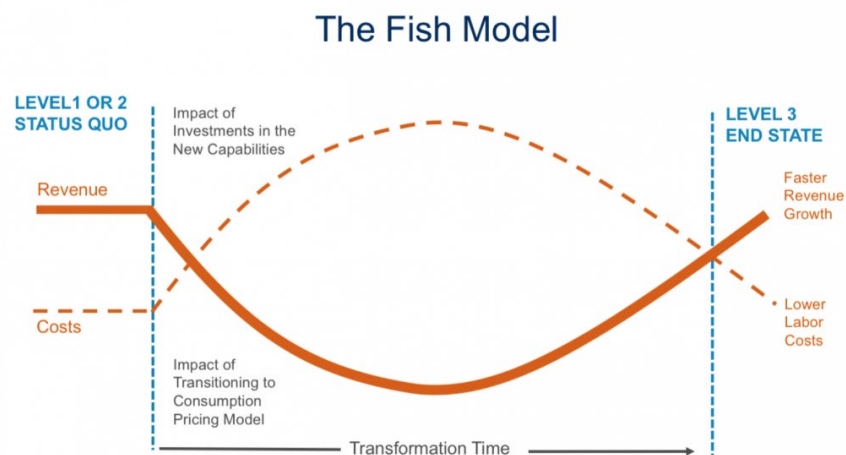 The Fish Model
LEVEL1 OR 2
STATUS QUO
Impact of
Investments in the
New Capabilities
LEVEL 3
END STATE
Revenue
Faster
Revenue
Growth
Costs
Lower
Labor
Costs
Impact of
Transitioning to
Consumption
Pricing Model
Transformation Time